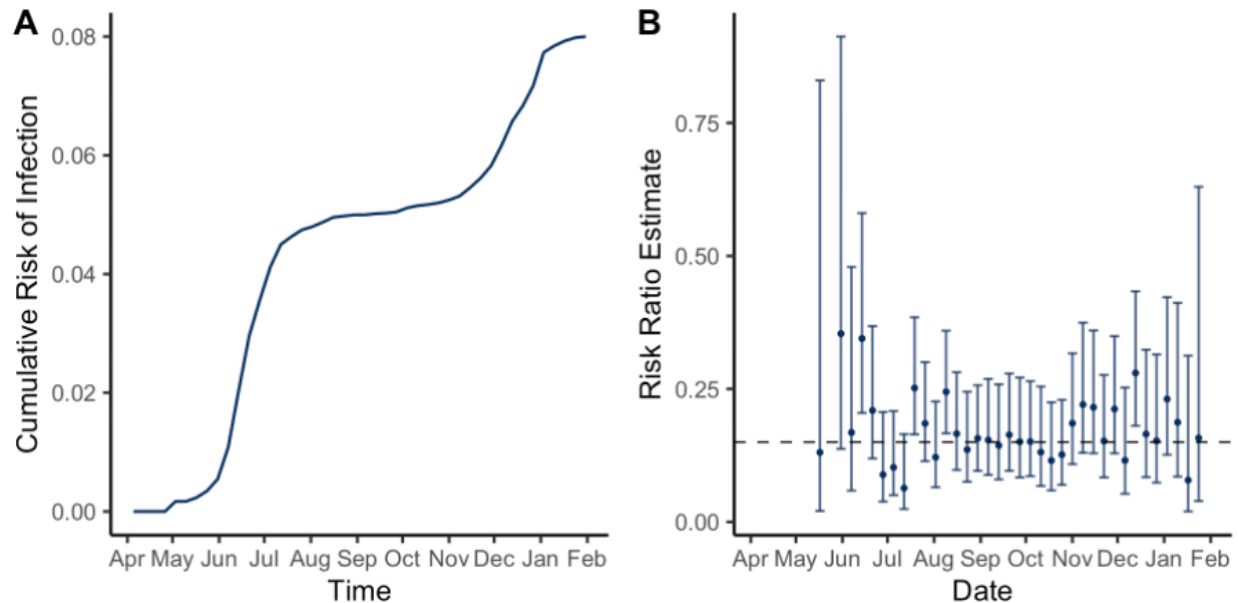 A
Cumulative Risk of Infection
0.08
0.06
0.04
0.02
0.00
Apr May Jun Jul Aug Sep Oct Nov Dec Jan Feb
Time
B
Risk Ratio Estimate
0.75
0.50
0.25
0.00
Apr May Jun Jul Aug Sep Oct Nov Dec Jan Feb
Date